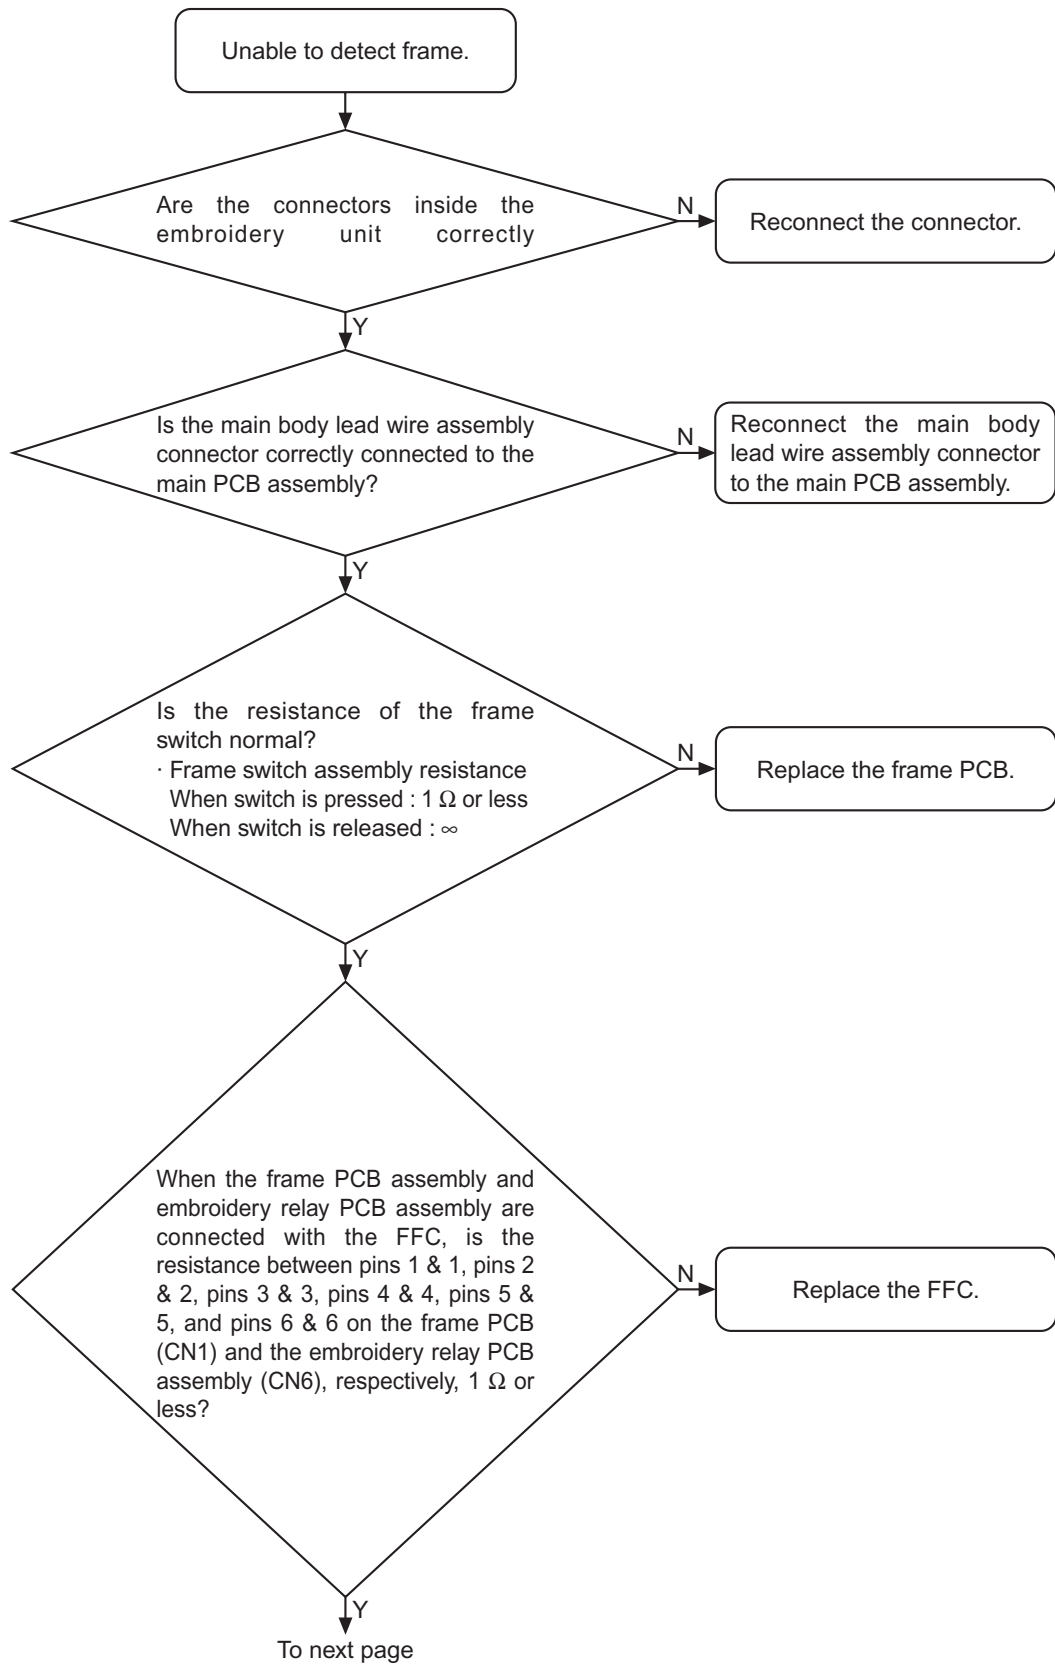 Unable to detect frame.
Are the connectors inside the
embroidery unit correctly
N
Reconnect the connector.
Y
Is the main body lead wire assembly
connector correctly connected to the
main PCB assembly?
N
Reconnect the main body
lead wire assembly connector
to the main PCB assembly.
Y
Is the resistance of the frame
switch normal?
· Frame switch assembly resistance
When switch is pressed : 1 Ω or less
When switch is released : ∞
N
Replace the frame PCB.
Y
When the frame PCB assembly and
embroidery relay PCB assembly are
connected with the FFC, is the
resistance between pins 1 & 1, pins 2
& 2, pins 3 & 3, pins 4 & 4, pins 5 &
5, and pins 6 & 6 on the frame PCB
(CN1) and the embroidery relay PCB
assembly (CN6), respectively, 1 Ω or
less?
N
Replace the FFC.
Y
To next page